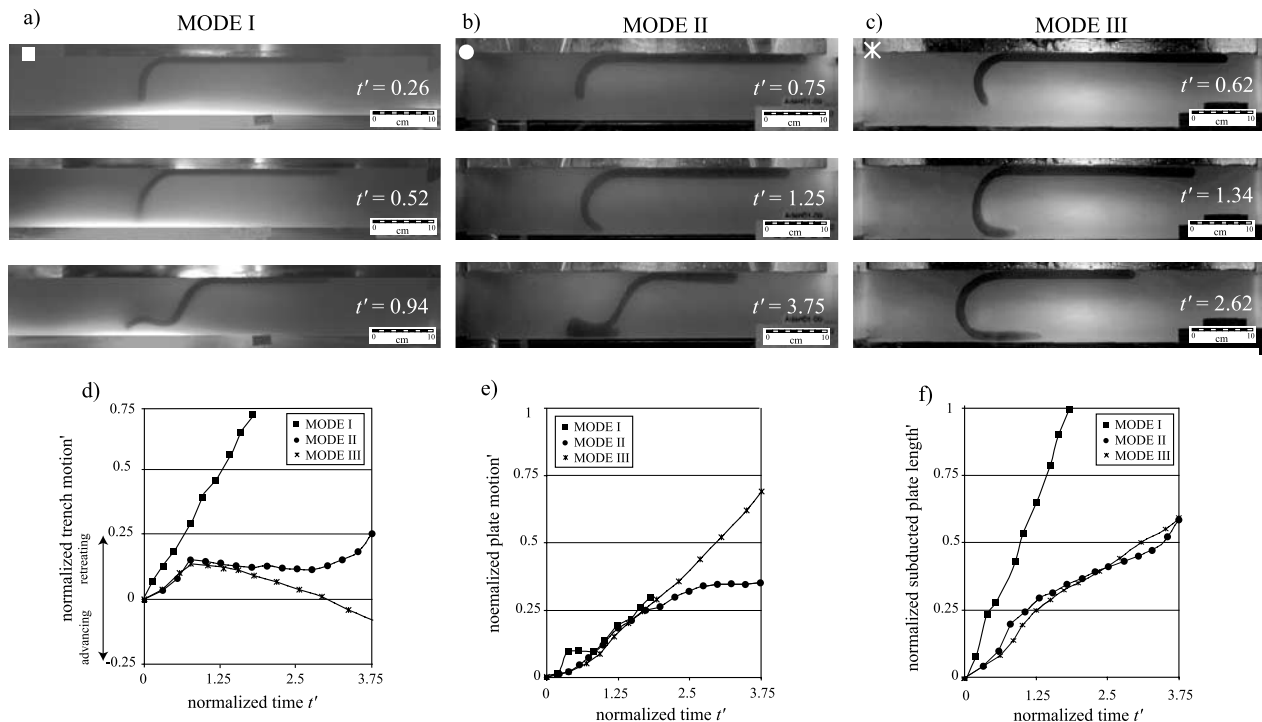 a) MODE I
t' = 0.26
0 10
cm
t' = 0.52
0 10
cm
t' = 0.94
0 10
cm
b) MODE II
t' = 0.75
0 10
cm
t' = 1.25
0 10
cm
t' = 3.75
0 10
cm
c) MODE III
t' = 0.62
0 10
cm
t' = 1.34
0 10
cm
t' = 2.62
0 10
cm
d)
normalized trench motion'
advancing retreating
0.75
0.5
0.25
0
-0.25
MODE I
MODE II
MODE III
0 1.25 2.5 3.75
normalized time t'
e)
noemalized plate motion'
1
0.75
0.5
0.25
0
MODE I
MODE II
MODE III
0 1.25 2.5 3.75
normalized time t'
f)
normalized subducted plate length'
1
0.75
0.5
0.25
0
MODE I
MODE II
MODE III
0 1.25 2.5 3.75
normalized time t'